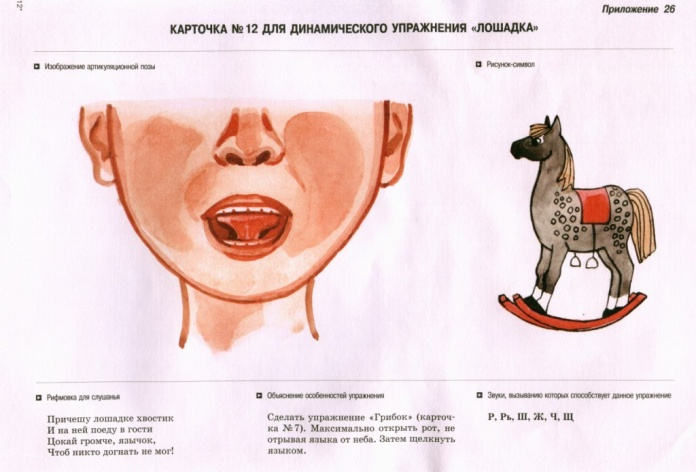 12*
Приложение 26
КАРТОЧКА № 12 ДЛЯ ДИНАМИЧЕСКОГО УПРАЖНЕНИЯ «ЛОШАДКА»
Изображение артикуляционной позы
Рисунок-символ
Рифмовка для слушанья
Причешу лошадке хвостик
И на ней поеду в гости
Цокай громче, язычок,
Чтоб никто догнать не мог!
Объяснение особенностей упражнения
Сделать упражнение «Грибок» (карточ-
ка № 7). Максимально открыть рот, не
отрывая языка от неба. Затем щелкнуть
языком.
Звуки, вызыванию которых способствует данное упражнение
Р, Рь, Ш, Ж, Ч, Щ